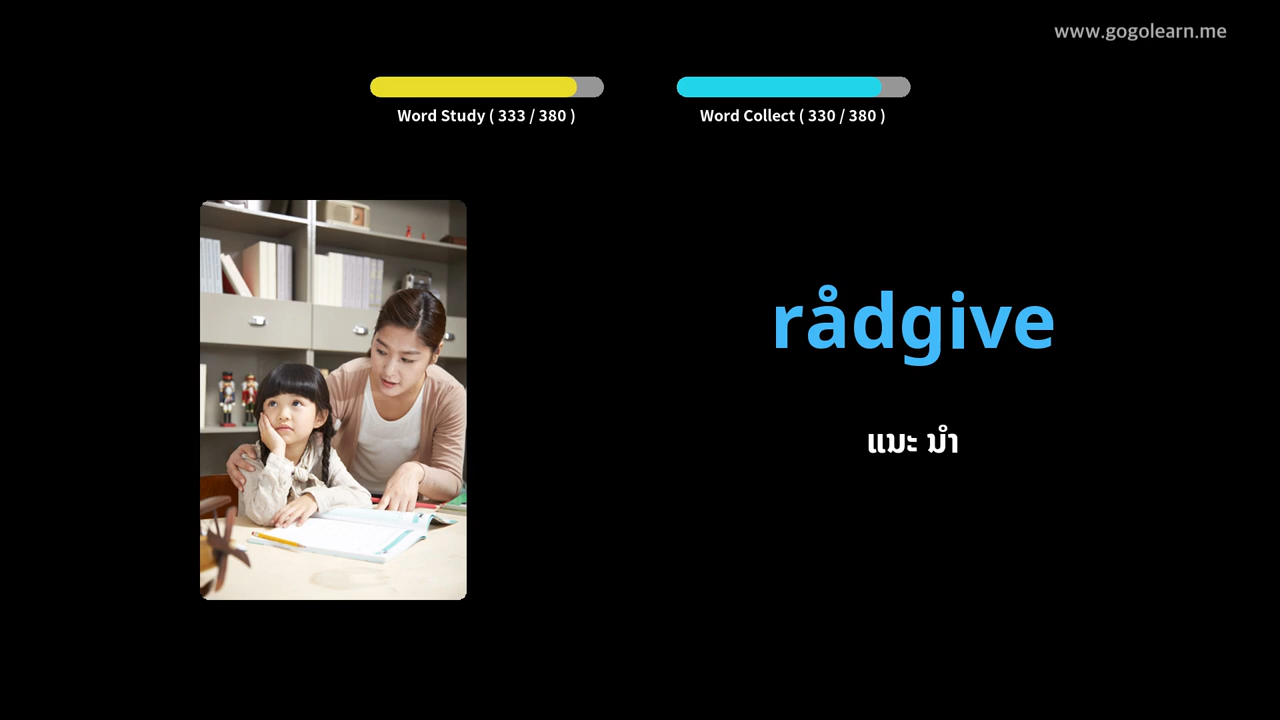 www.gogolearn.me
Word Study ( 333 / 380 )
Word Collect ( 330 / 380 )
rådgive
ແນະ ນໍາ